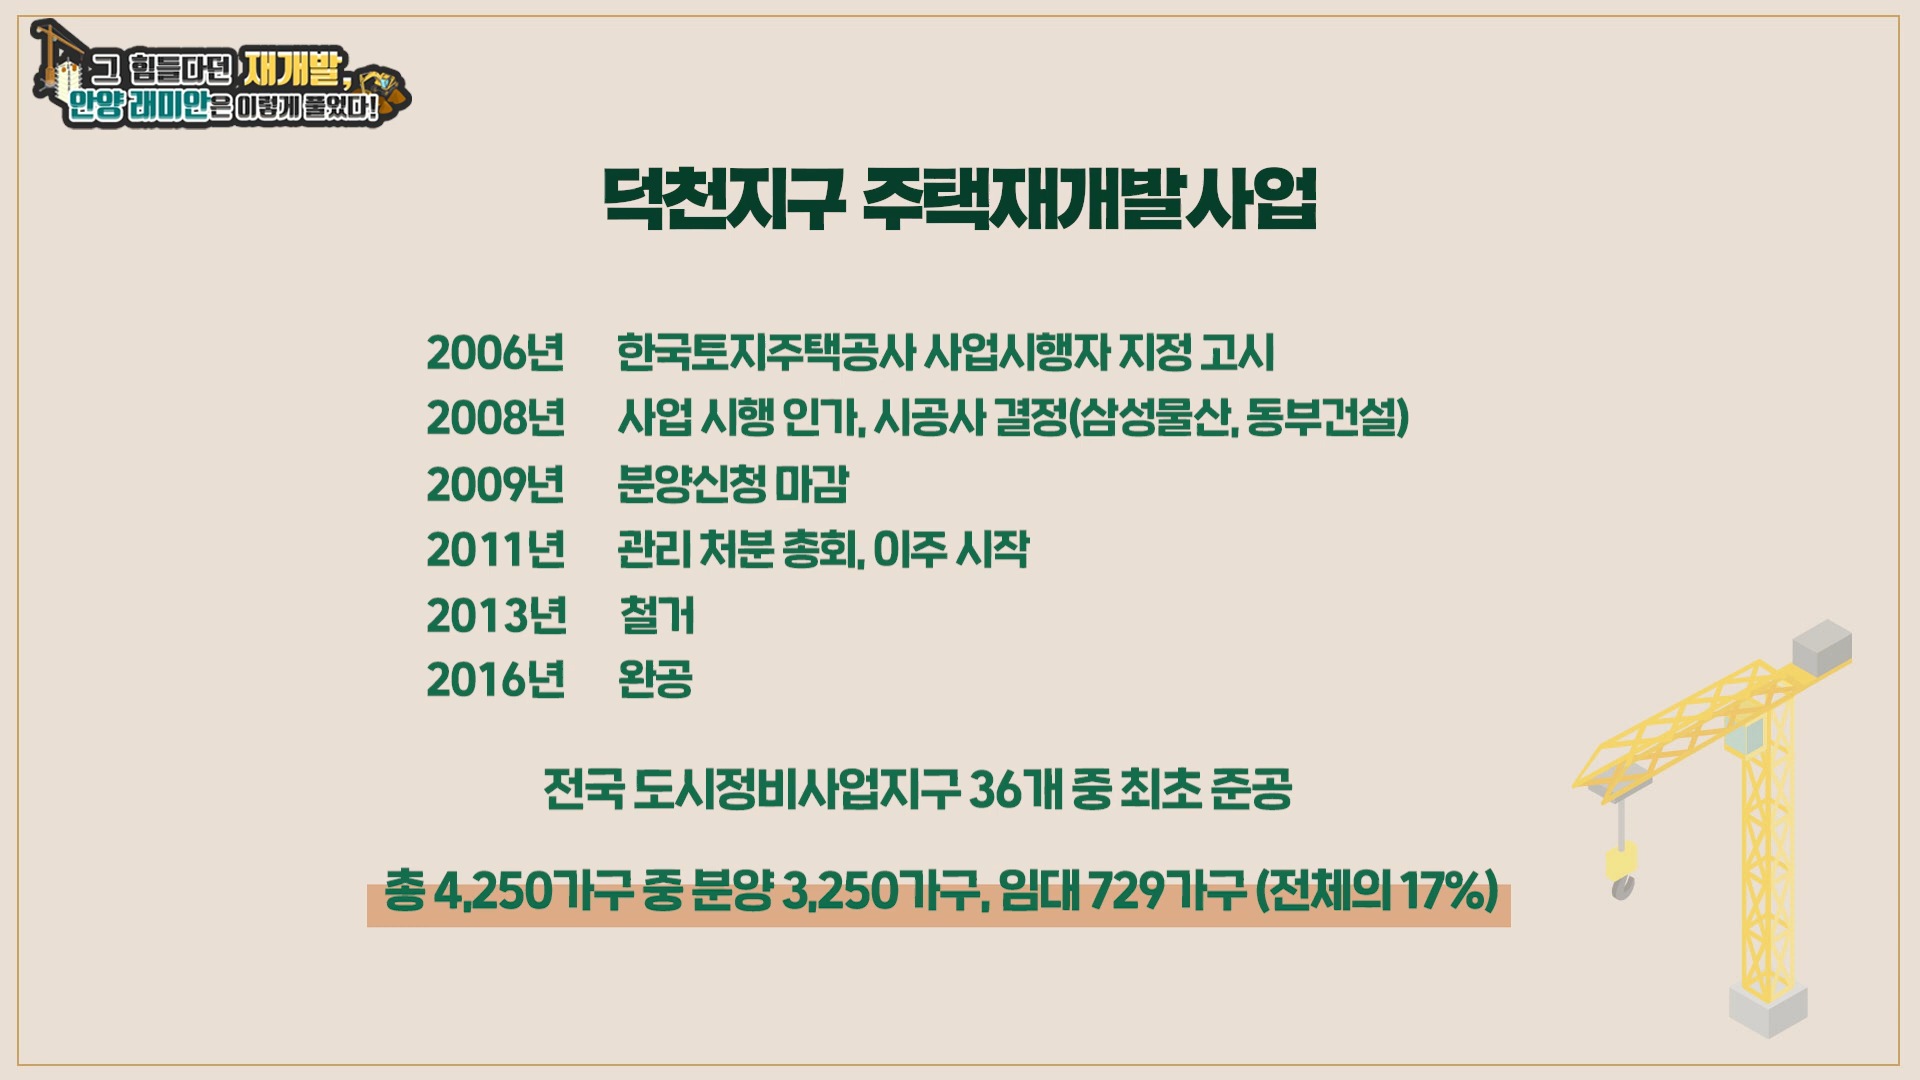 그 힘들다던 재개발,
안양 래미안은 이렇게 풀었다!
덕천지구 주택재개발사업
2006년 한국토지주택공사 사업시행자 지정 고시
2008년 사업 시행 인가, 시공사 결정(삼성물산, 동부건설)
2009년 분양신청 마감
2011년 관리 처분 총회, 이주 시작
2013년 철거
2016년 완공
전국 도시정비사업지구 36개 중 최초 준공
총 4,250가구 중 분양 3,250가구, 임대 729가구 (전체의 17%)